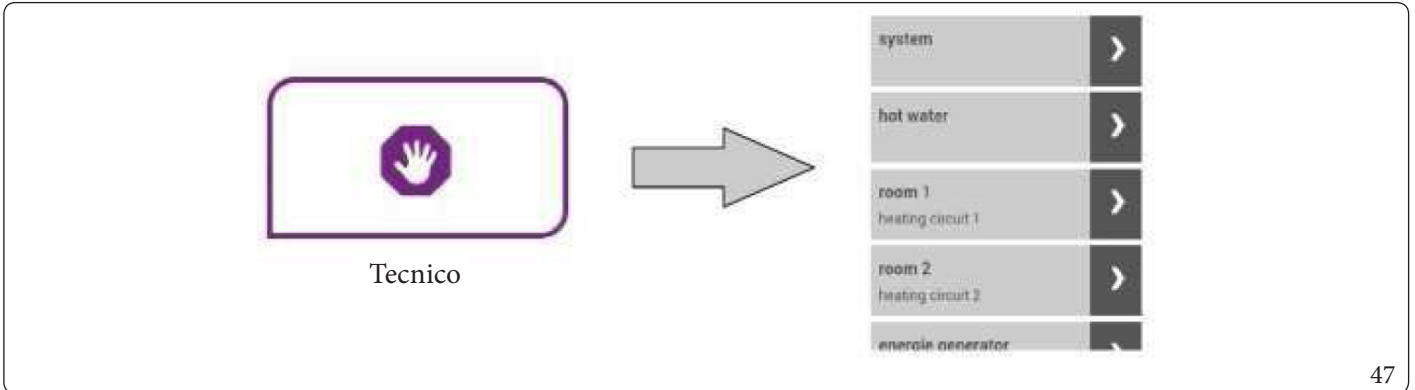 Tecnico
system
hot water
room 1
heating circuit 1
room 2
heating circuit 2
energie generator
47